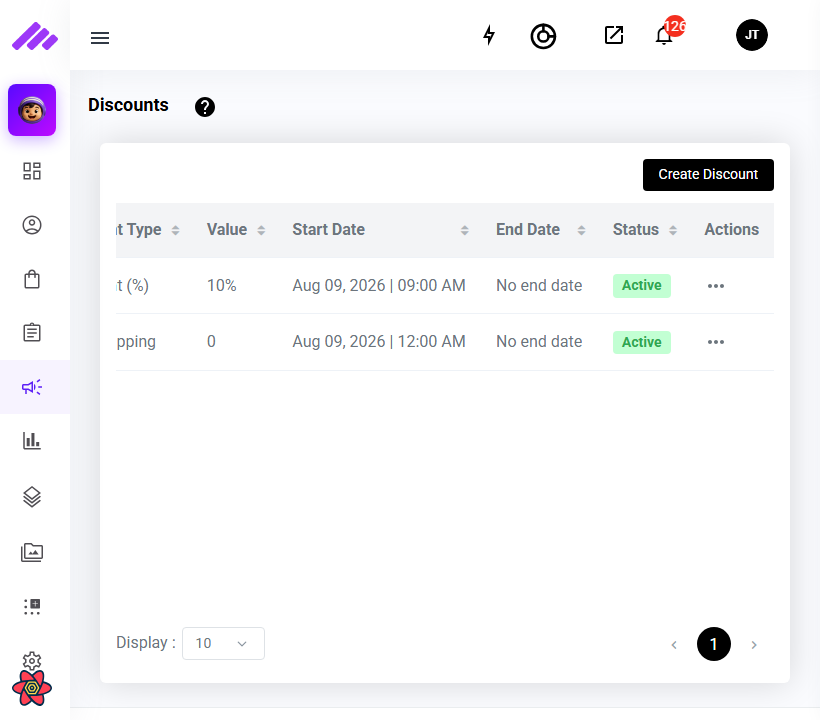 126
JT
Discounts ?
Create Discount
t Type Value Start Date End Date Status Actions
t (%) 10% Aug 09, 2026 | 09:00 AM No end date Active
pping 0 Aug 09, 2026 | 12:00 AM No end date Active
Display : 10 1